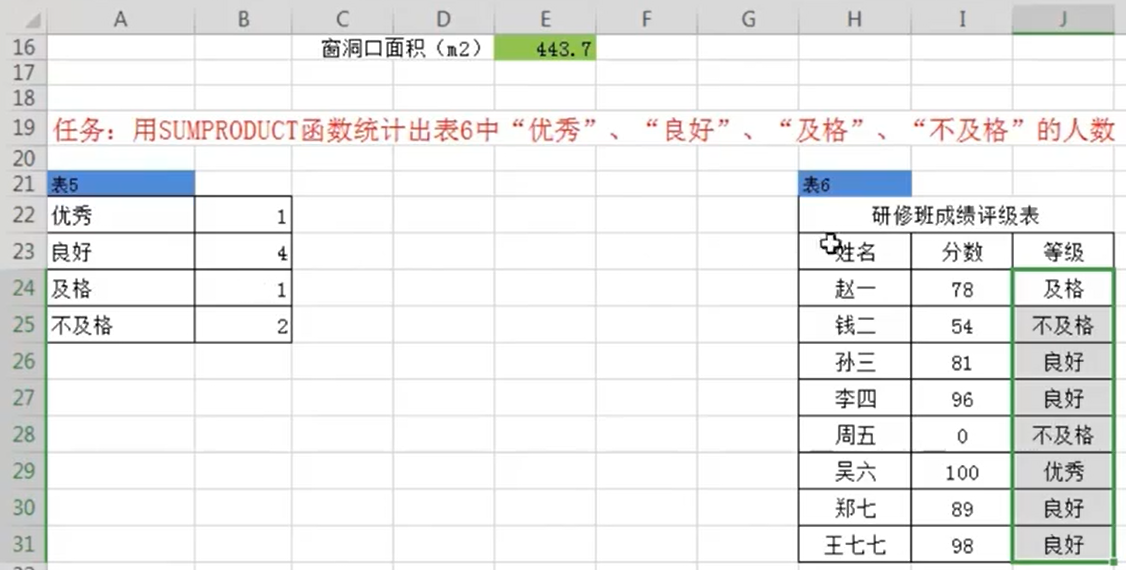 A B C D E F G H I J
16 窗洞口面积（m2） 443.7
17
18
19 任务：用SUMPRODUCT函数统计出表6中“优秀”、“良好”、“及格”、“不及格”的人数
20
21 表5 表6
22 优秀 1 研修班成绩评级表
23 良好 4 姓名 分数 等级
24 及格 1 赵一 78 及格
25 不及格 2 钱二 54 不及格
26 孙三 81 良好
27 李四 96 良好
28 周五 0 不及格
29 吴六 100 优秀
30 郑七 89 良好
31 王七七 98 良好